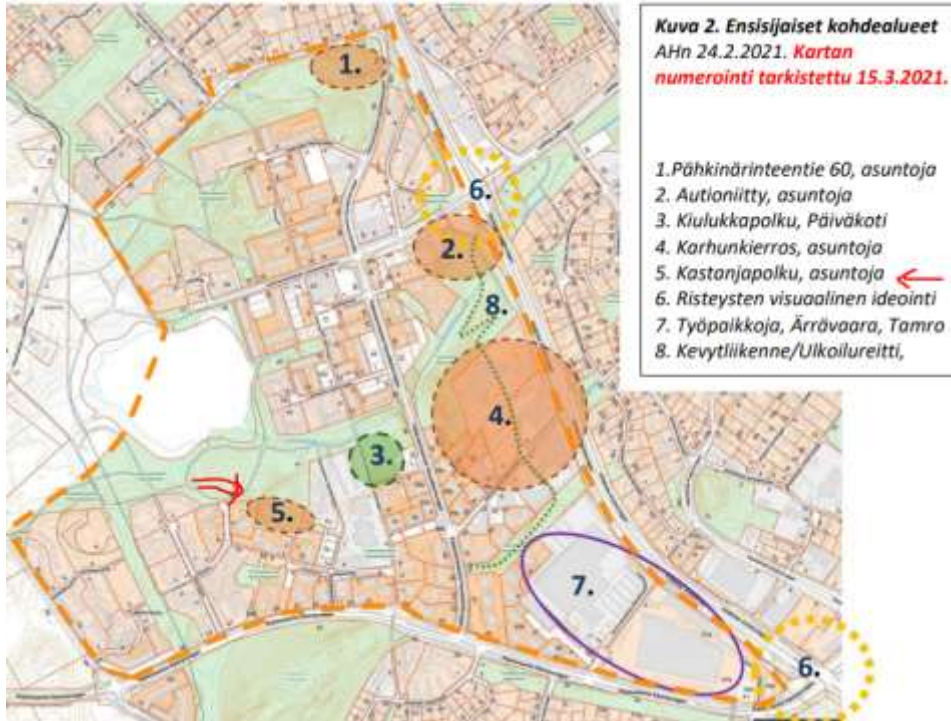 Kuva 2. Ensisijaiset kohdealueet
AHn 24.2.2021. Kartan
numerointi tarkistettu 15.3.2021.
1.Pähkinärinteentie 60, asuntoja
2. Autioniitty, asuntoja
3. Kiulukkapolku, Päiväkoti
4. Karhunkierros, asuntoja
5. Kastanjapolku, asuntoja
6. Risteysten visuaalinen ideointi
7. Työpaikkoja, Ärrävaara, Tamro
8. Kevytliikenne/Ulkoilureitti,
1.
6.
2.
8.
4.
3.
5.
7.
6.